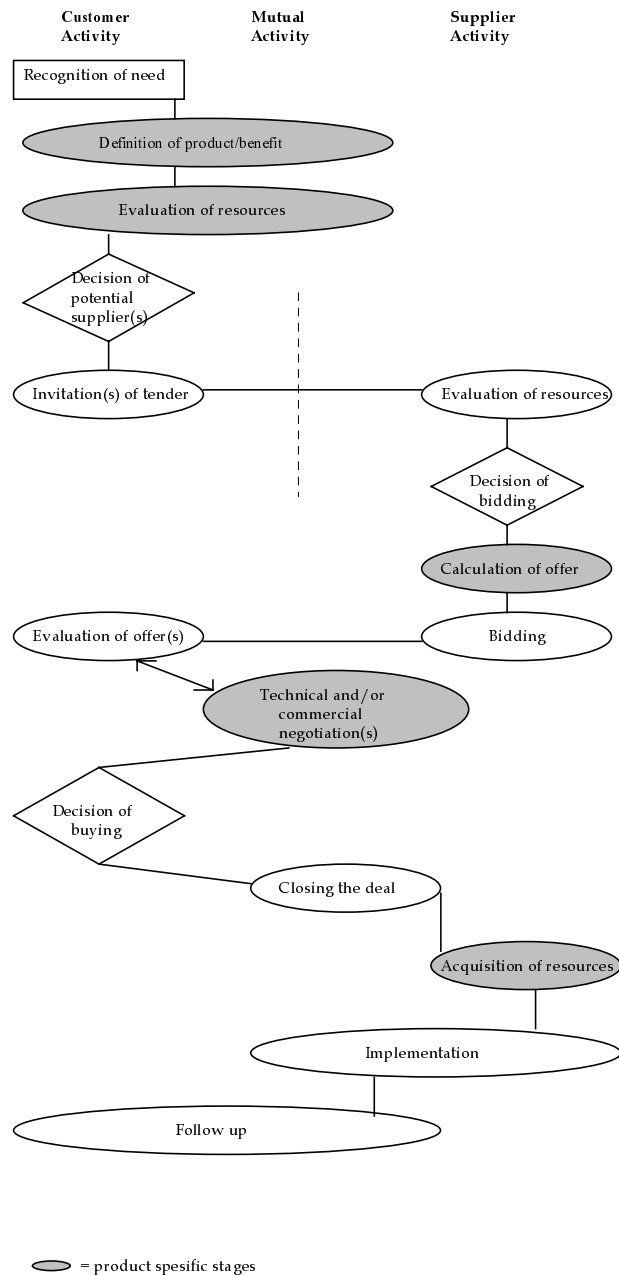 Customer
Activity
Mutual
Activity
Supplier
Activity
Recognition of need
Definition of product/benefit
Evaluation of resources
Decision of
potential
supplier(s)
Invitation(s) of tender
Evaluation of resources
Decision of
bidding
Calculation of offer
Evaluation of offer(s)
Bidding
Technical and/or
commercial
negotiation(s)
Decision of
buying
Closing the deal
Acquisition of resources
Implementation
Follow up
= product spesific stages